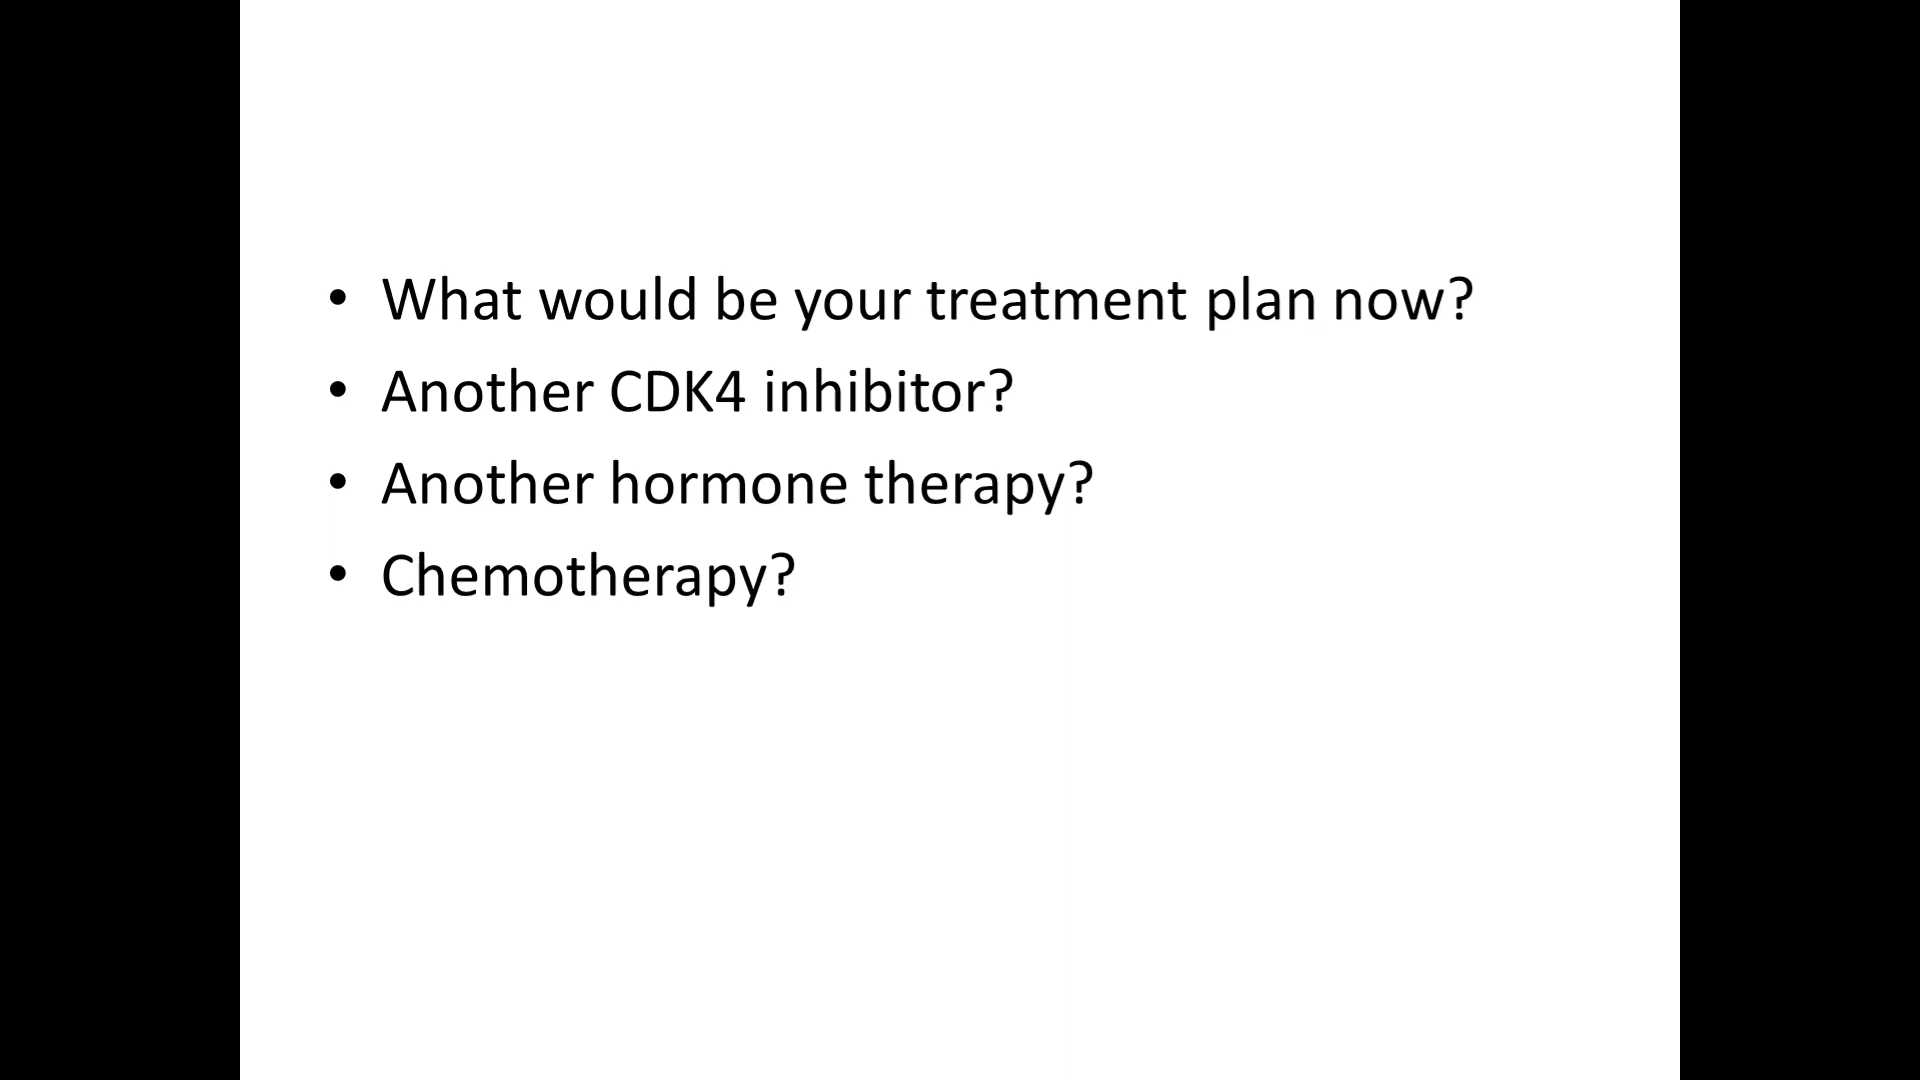 • What would be your treatment plan now?
• Another CDK4 inhibitor?
• Another hormone therapy?
• Chemotherapy?